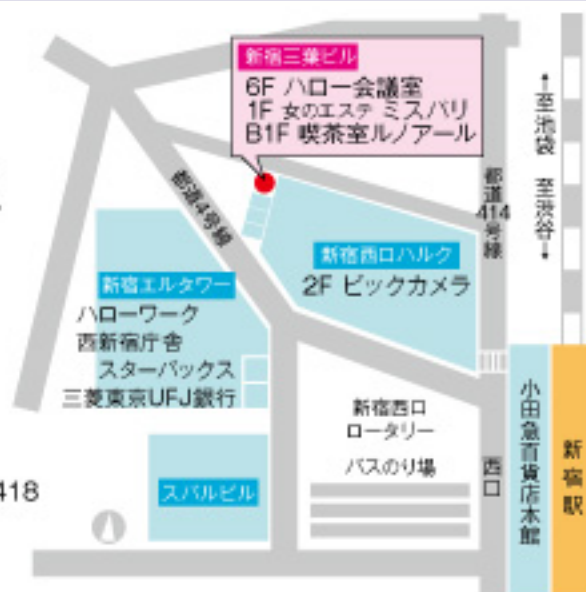 新宿三葉ビル
6F ハロー会議室
1F 女のエステ ミスパリ
B1F 喫茶室ルノアール
←至池袋 至渋谷→
都道414号線
都道4号線
新宿西口ハルク
2F ビックカメラ
新宿エルタワー
ハローワーク
西新宿庁舎
スターバックス
三菱東京UFJ銀行
新宿西口
ロータリー
バスのり場
西口
小田急百貨店本館
新宿駅
スバルビル
418